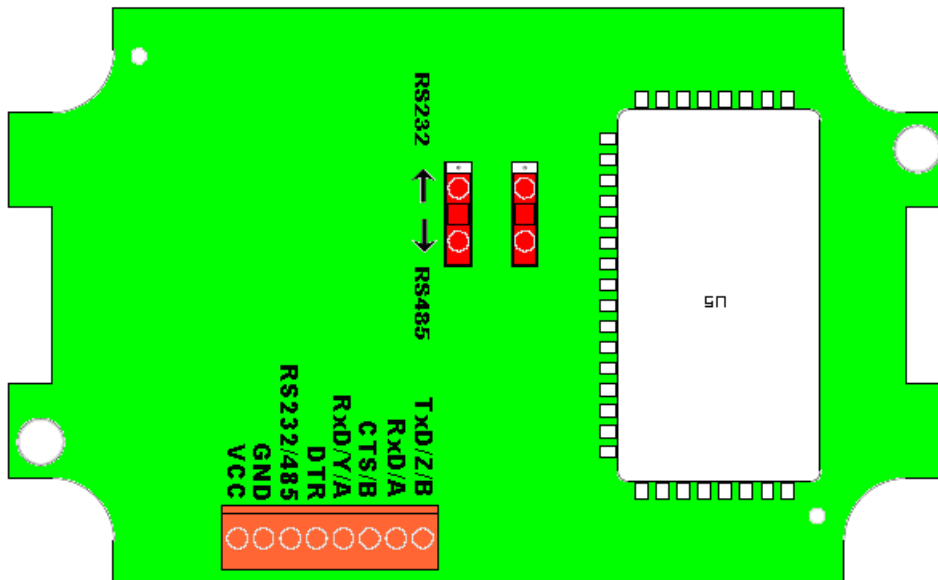 RS232
RS485
U5
VCC
GND
RS232/485
DTR
RxD/Y/A
CTS/B
RxD/A
TxD/Z/B